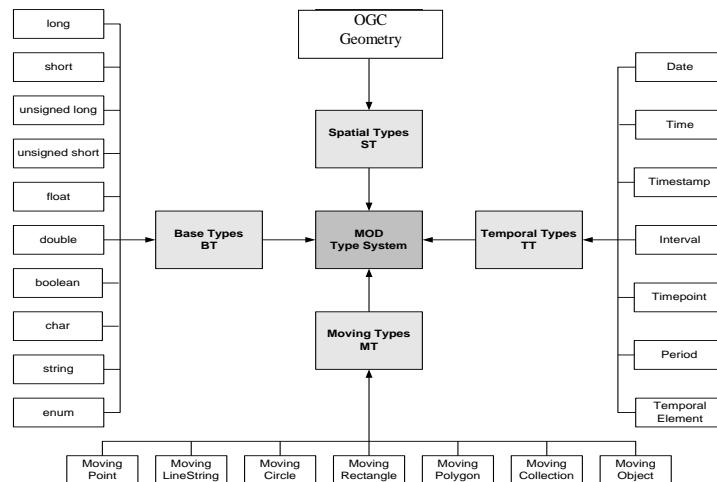 long
short
unsigned long
unsigned short
float
double
boolean
char
string
enum
Base Types
BT
OGC
Geometry
Spatial Types
ST
MOD
Type System
Moving Types
MT
Temporal Types
TT
Date
Time
Timestamp
Interval
Timepoint
Period
Temporal
Element
Moving
Point
Moving
LineString
Moving
Circle
Moving
Rectangle
Moving
Polygon
Moving
Collection
Moving
Object